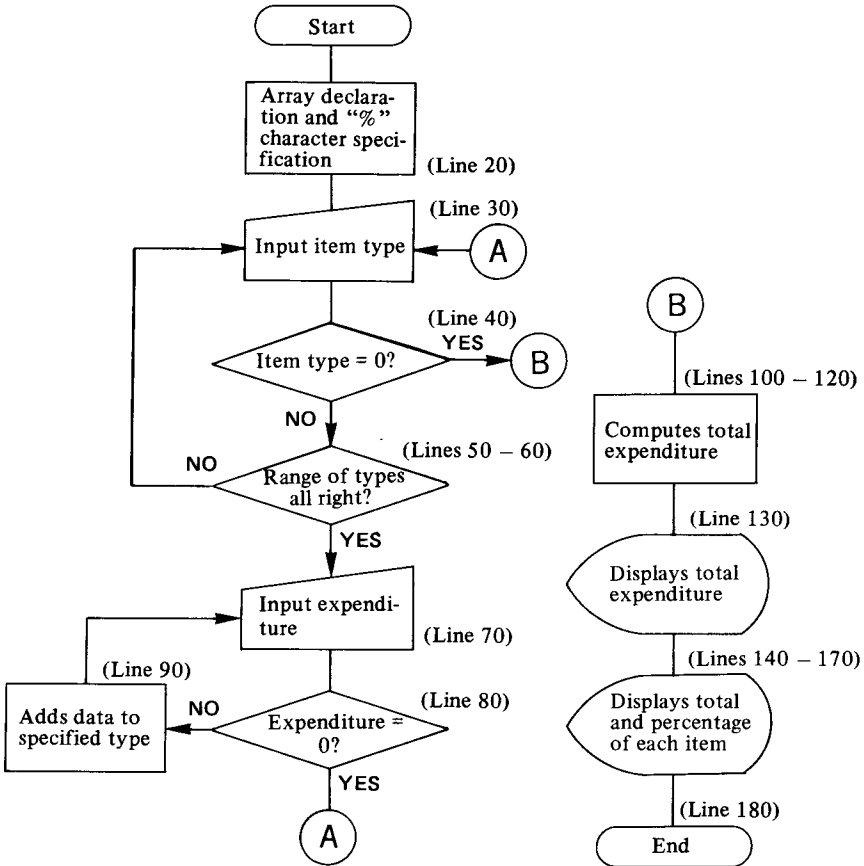 Start
Array declara-
tion and “%”
character speci-
fication
(Line 20)
(Line 30)
Input item type
A
(Line 40)
YES
Item type = 0?
B
NO
(Lines 50 – 60)
NO
Range of types
all right?
YES
Input expendi-
ture
(Line 70)
(Line 90)
Adds data to
specified type
NO
(Line 80)
Expenditure =
0?
YES
A
B
(Lines 100 – 120)
Computes total
expenditure
(Line 130)
Displays total
expenditure
(Lines 140 – 170)
Displays total
and percentage
of each item
(Line 180)
End